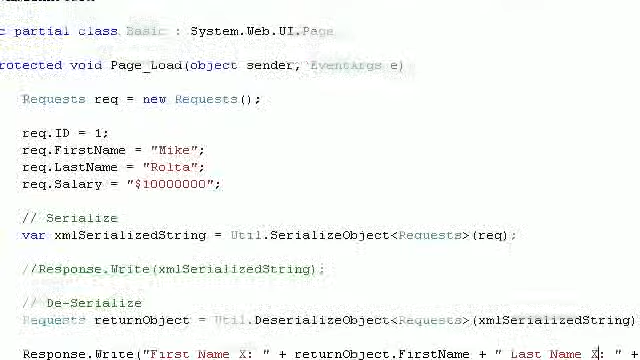 c partial class Basic : System.Web.UI.Page
rotected void Page_Load(object sender, EventArgs e)
Requests req = new Requests();
req.ID = 1;
req.FirstName = "Mike";
req.LastName = "Rolta";
req.Salary = "$10000000";
// Serialize
var xmlSerializedString = Util.SerializeObject<Requests>(req);
//Response.Write(xmlSerializedString);
// De-Serialize
Requests returnObject = Util.DeserializeObject<Requests>(xmlSerializedString)
Response.Write("First Name X: " + returnObject.FirstName + " Last Name X: " +